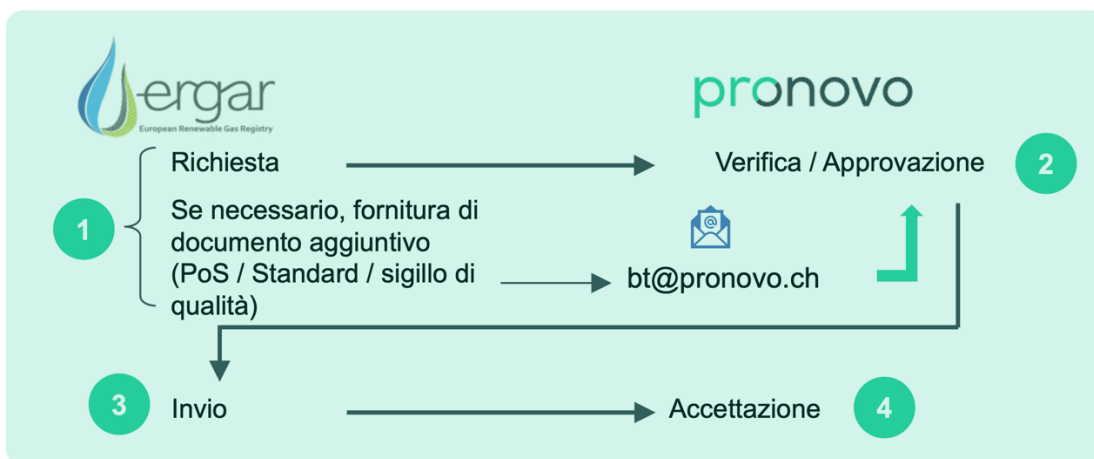 ergar
European Renewable Gas Registry
pronovo
Richiesta
Verifica / Approvazione
2
1
Se necessario, fornitura di
documento aggiuntivo
(PoS / Standard / sigillo di
qualità)
@
bt@pronovo.ch
3
Invio
Accettazione
4